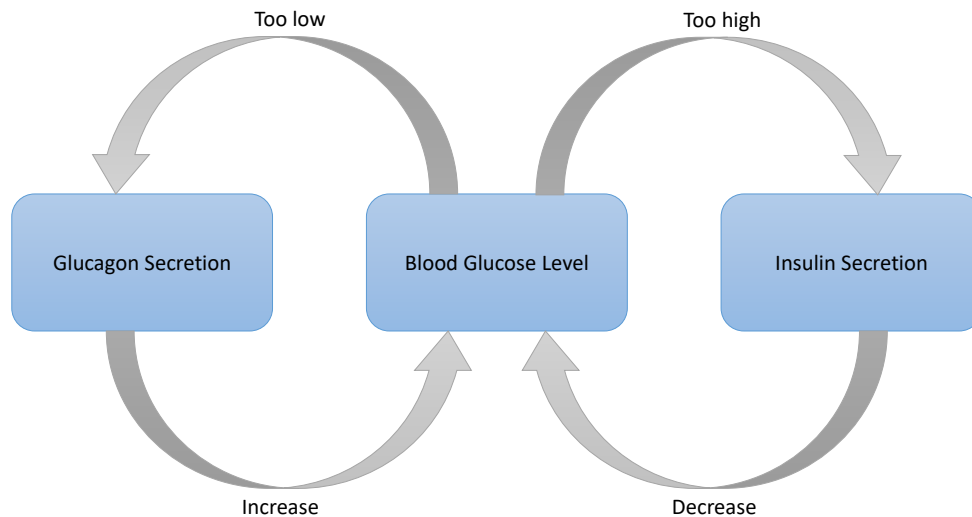 Too low
Too high
Glucagon Secretion
Blood Glucose Level
Insulin Secretion
Increase
Decrease